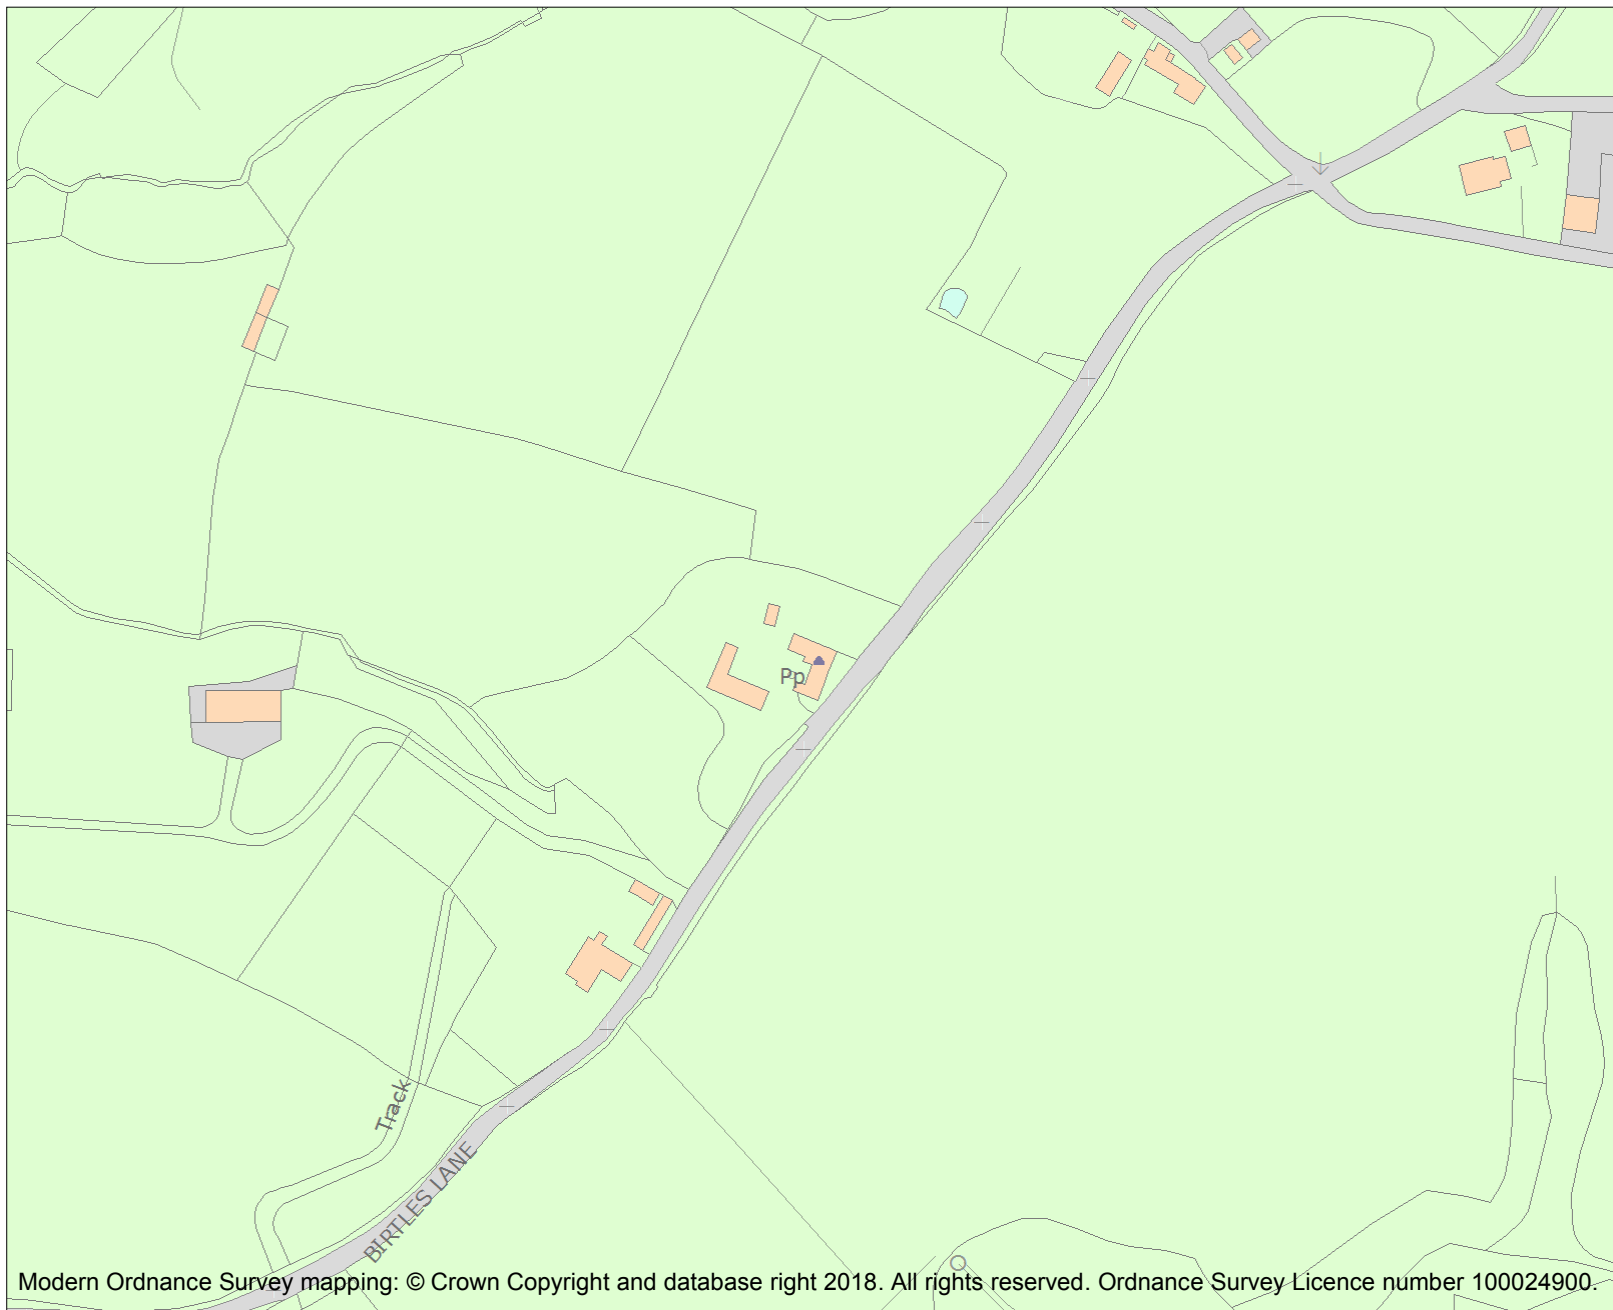 Pp
Track
BIRTLES LANE
Modern Ordnance Survey mapping: © Crown Copyright and database right 2018. All rights reserved. Ordnance Survey Licence number 100024900.